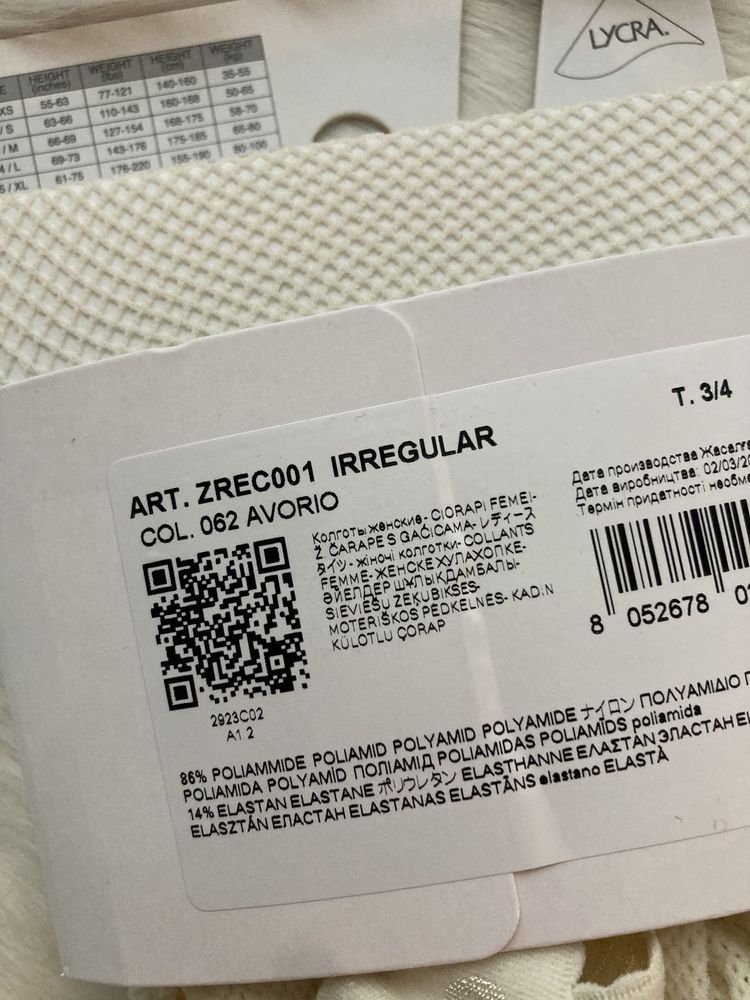 LYCRA.
HEIGHT (inches) WEIGHT (lbs) HEIGHT (cm) WEIGHT (kg)
55-63 77-121 140-160 35-55
63-66 110-143 160-168 50-65
66-69 127-154 168-175 58-70
69-73 143-176 175-185 65-80
61-75 176-220 155-190 80-100
T. 3/4
ART. ZREC001 IRREGULAR
COL. 062 AVORIO
Колготы женские- CIORAPI FEMEI-
Ž. ČARAPE S GAĆICAMA- レディース
タイツ - жіночі колготки- COLLANTS
FEMME- ЖЕНСКЕ ХУЛАХОПКЕ-
ӘЙЕЛДЕР ШҰЛЫҚДАМБАЛЫ-
SIEVIEŠU ZEĶUBIKSES-
MOTERIŠKOS PĖDKELNĖS- KADıN
KÜLOTLU ÇORAP
Дата производства
Дата виробництва: 02/03/
Термін придатності
8 052678
2923C02
A1 2
86% POLIAMMIDE POLIAMID POLYAMID POLYAMIDE ナイロン ΠΟΛΥΑΜΙΔΙΟ
POLIAMIDA POLYAMÍD ПОЛІАМІД POLIAMIDAS POLIAMĪDS poliamida
14% ELASTAN ELASTANE ポリウレタン ELASTHANNE ΕΛΑΣΤΑΝ ЭЛАСТАН
ELASZTÁN ЕЛАСТАН ELASTANAS ELASTĀNS elastano ELASTÀ